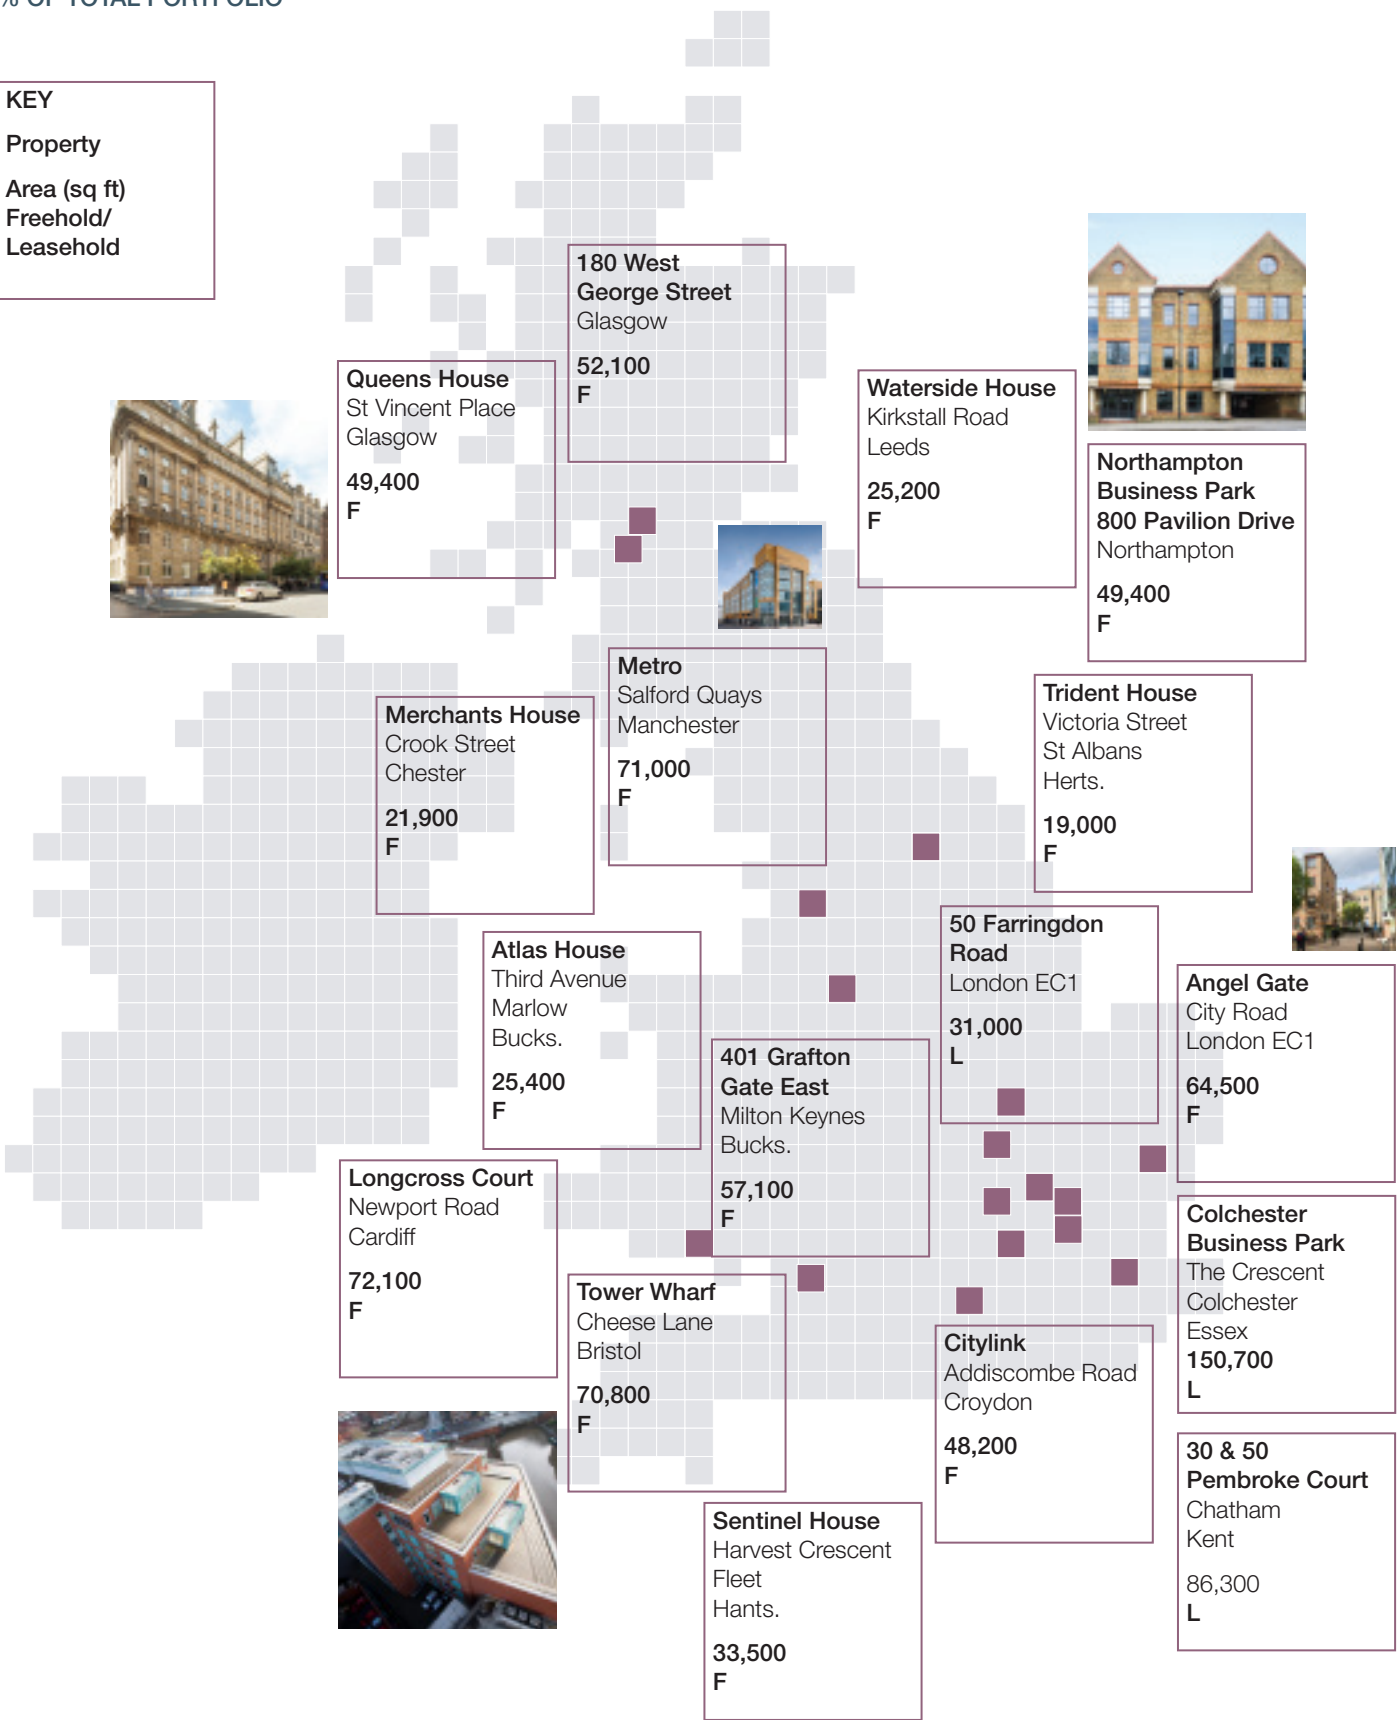 % OF TOTAL PORTFOLIO
KEY
Property
Area (sq ft)
Freehold/
Leasehold
180 West
George Street
Glasgow
52,100
F
Queens House
St Vincent Place
Glasgow
49,400
F
Waterside House
Kirkstall Road
Leeds
25,200
F
Northampton
Business Park
800 Pavilion Drive
Northampton
49,400
F
Metro
Salford Quays
Manchester
71,000
F
Merchants House
Crook Street
Chester
21,900
F
Trident House
Victoria Street
St Albans
Herts.
19,000
F
Atlas House
Third Avenue
Marlow
Bucks.
25,400
F
50 Farringdon
Road
London EC1
31,000
L
Angel Gate
City Road
London EC1
64,500
F
401 Grafton
Gate East
Milton Keynes
Bucks.
57,100
F
Longcross Court
Newport Road
Cardiff
72,100
F
Colchester
Business Park
The Crescent
Colchester
Essex
150,700
L
Tower Wharf
Cheese Lane
Bristol
70,800
F
Citylink
Addiscombe Road
Croydon
48,200
F
30 & 50
Pembroke Court
Chatham
Kent
86,300
L
Sentinel House
Harvest Crescent
Fleet
Hants.
33,500
F